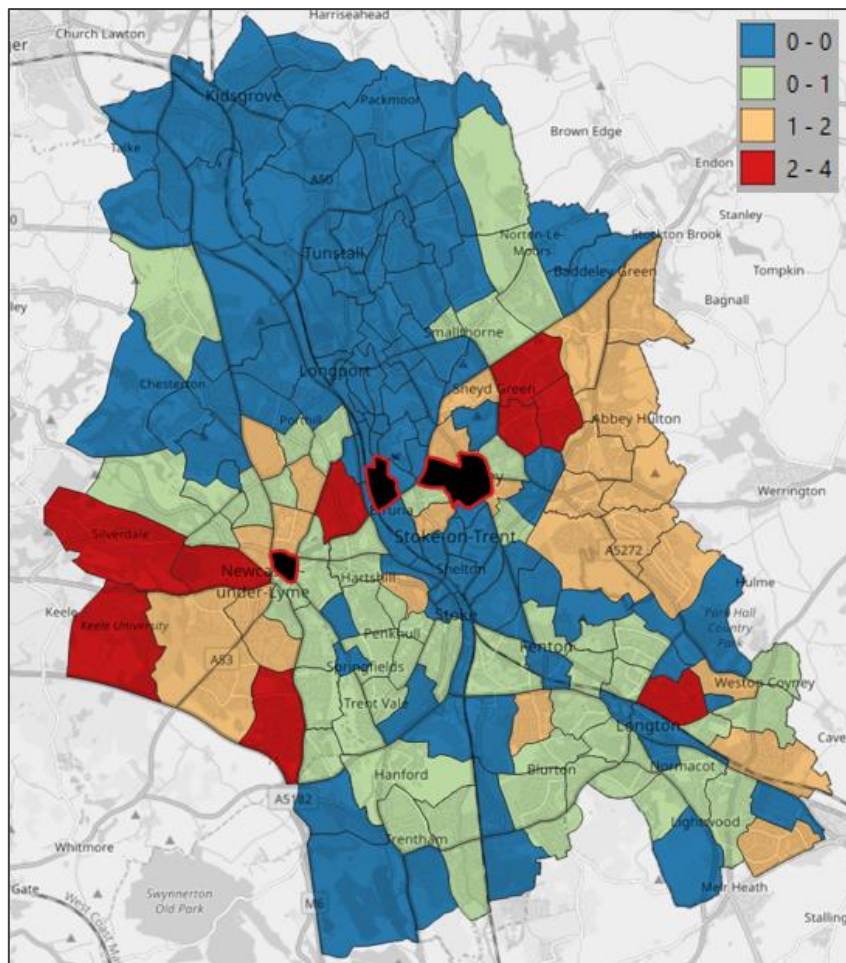 Harriseahead
Church Lawton
0 - 0
0 - 1
1 - 2
2 - 4
Kidsgrove
Packmoor
Brown Edge
Talke
Endon
A50
0
Stanley
Norton-Le-
Moors
Stockton Brook
Tunstall
Baddeley Green
Tompkin
Bagnall
Smallthorne
Longport
Chesterton
Sneyd Green
Porthill
Abbey Hulton
Werrington
Etruria
Silverdale
Stoke-on-Trent
A5272
Newcastle-
under-Lyme
Hartshill
Shelton
Hulme
Keele
Keele University
Stoke
Park Hall
Country
Park
Penkhull
A53
Fenton
Springfields
Weston Coyney
Trent Vale
Longton
Hanford
Blurton
Normacot
A5182
Trentham
Lightwood
Whitmore
Meir Heath
Swynnerton
Old Park
M6